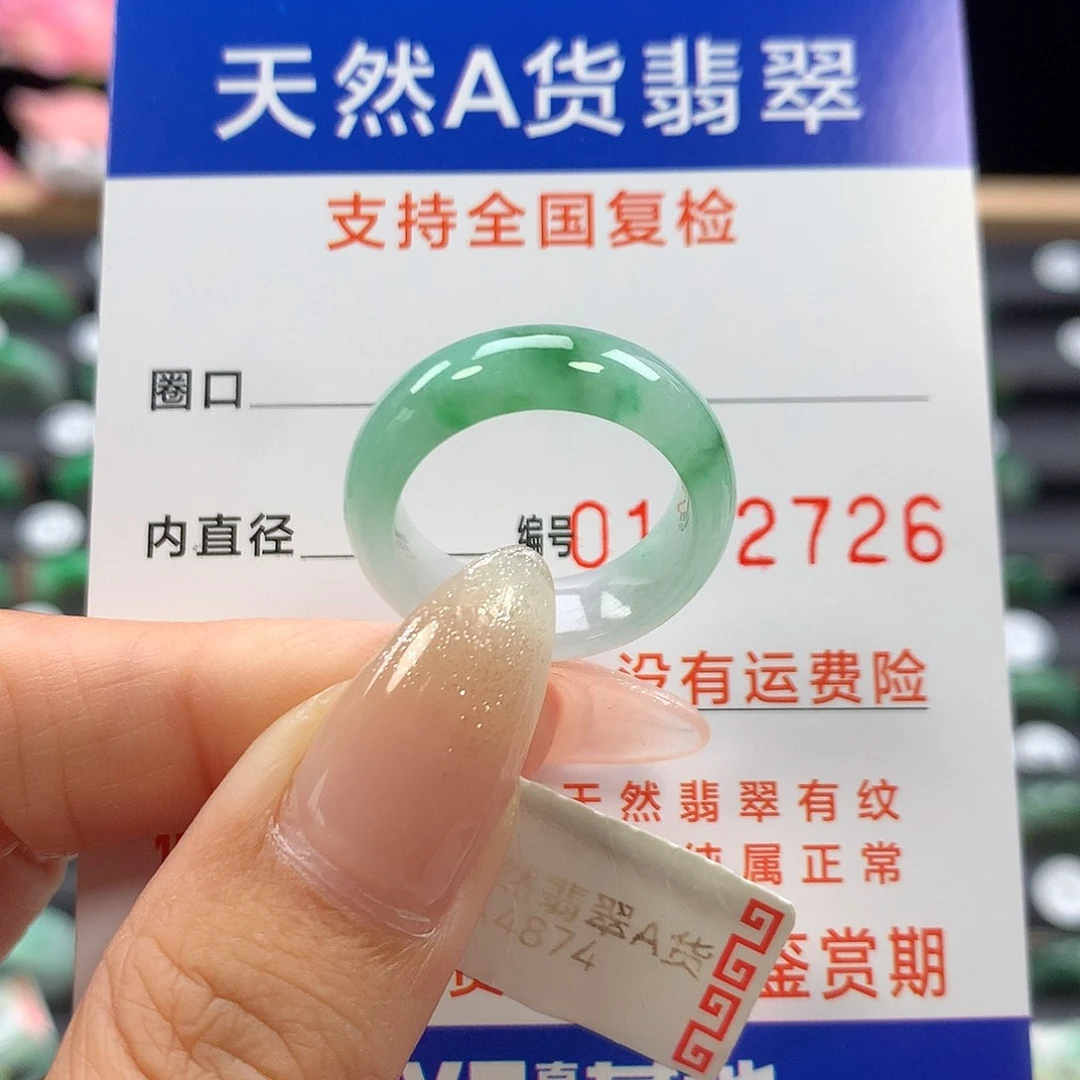 天然A货翡翠
支持全国复检
圈口
内直径
编号01 2726
没有运费险
天然翡翠有纹
纯属正常
鉴赏期
然翡翠A货
4874